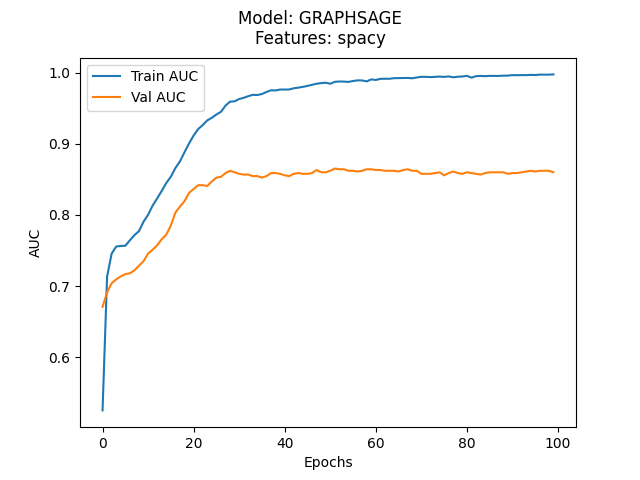 Model: GRAPHSAGE
Features: spacy
Train AUC
Val AUC
1.0
0.9
0.8
0.7
0.6
AUC
0 20 40 60 80 100
Epochs